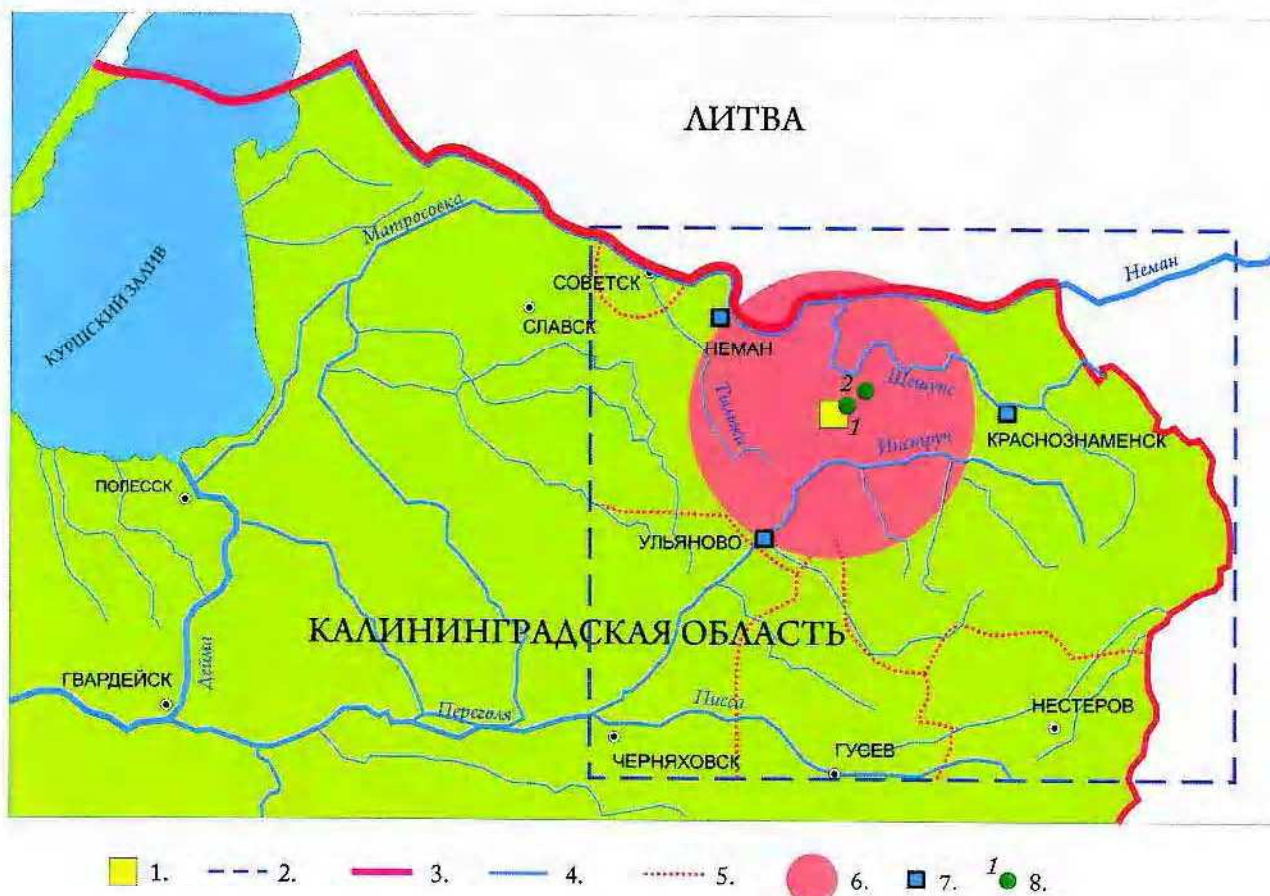 ЛИТВА
Матросовка
Неман
КУРШСКИЙ ЗАЛИВ
СОВЕТСК
СЛАВСК
НЕМАН
2
Шешупе
Тыльжа
1
КРАСНОЗНАМЕНСК
Инструч
ПОЛЕССК
УЛЬЯНОВО
КАЛИНИНГРАДСКАЯ ОБЛАСТЬ
Дейма
ГВАРДЕЙСК
Преголя
Писса
НЕСТЕРОВ
ЧЕРНЯХОВСК
ГУСЕВ
1. 2. 3. 4. 5. 6. 7. 1 8.